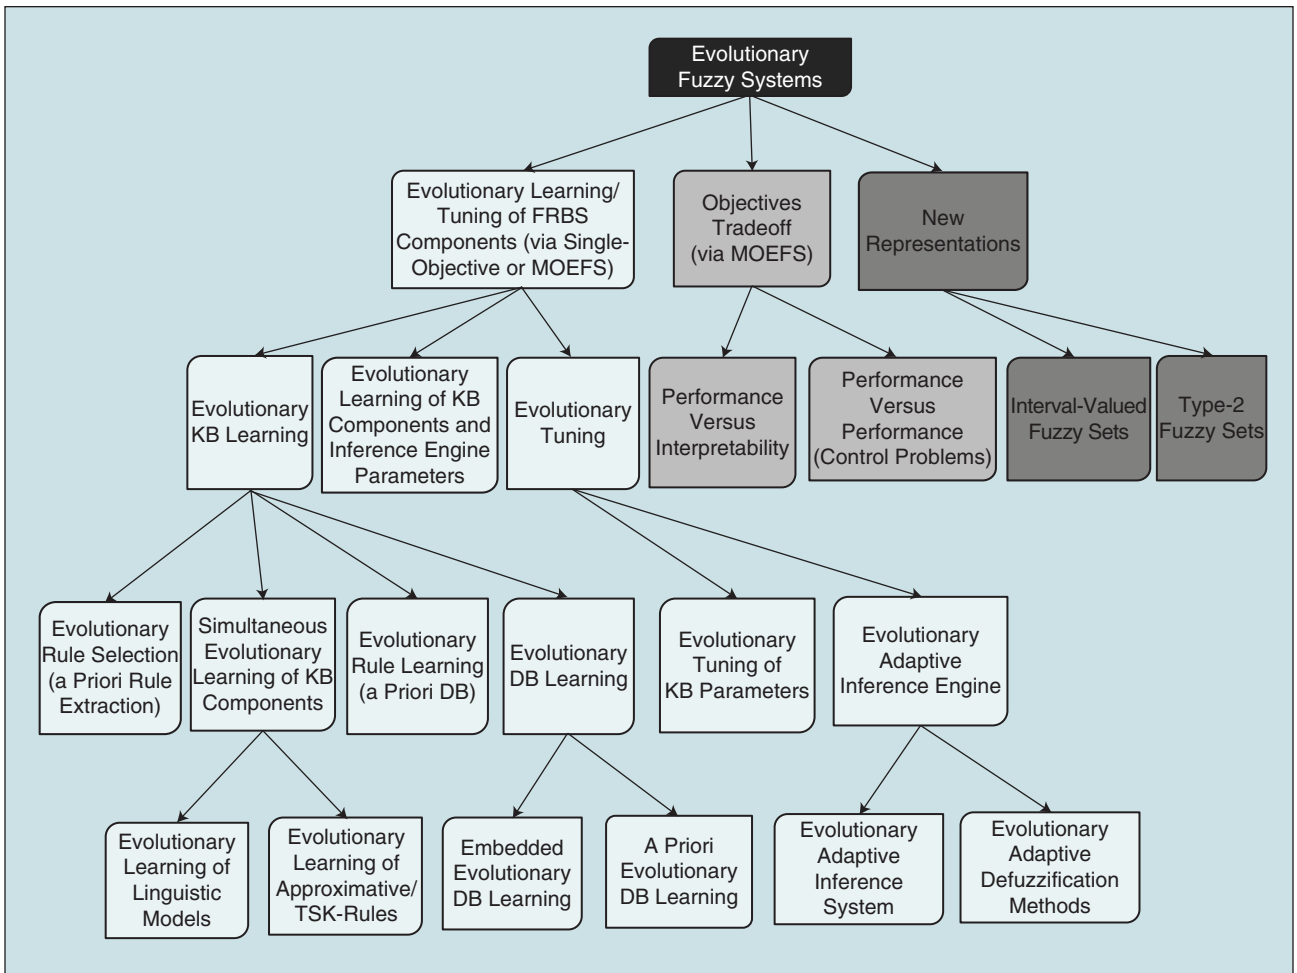 Evolutionary
Fuzzy Systems
Evolutionary Learning/
Tuning of FRBS
Components (via Single-
Objective or MOEFS)
Objectives
Tradeoff
(via MOEFS)
New
Representations
Evolutionary
KB Learning
Evolutionary
Learning of KB
Components and
Inference Engine
Parameters
Evolutionary
Tuning
Performance
Versus
Interpretability
Performance
Versus
Performance
(Control Problems)
Interval-Valued
Fuzzy Sets
Type-2
Fuzzy Sets
Evolutionary
Rule Selection
(a Priori Rule
Extraction)
Simultaneous
Evolutionary
Learning of KB
Components
Evolutionary
Rule Learning
(a Priori DB)
Evolutionary
DB Learning
Evolutionary
Tuning of
KB Parameters
Evolutionary
Adaptive
Inference Engine
Evolutionary
Learning of
Linguistic
Models
Evolutionary
Learning of
Approximative/
TSK-Rules
Embedded
Evolutionary
DB Learning
A Priori
Evolutionary
DB Learning
Evolutionary
Adaptive
Inference
System
Evolutionary
Adaptive
Defuzzification
Methods